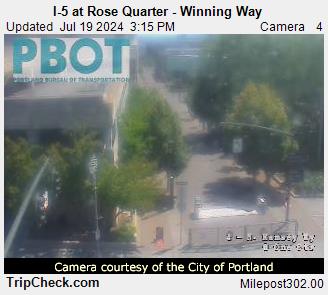 I-5 at Rose Quarter - Winning Way
Updated Jul 19 2024 3:15 PM Camera 4
PBOT
PORTLAND BUREAU OF TRANSPORTATION
Camera courtesy of the City of Portland
TripCheck.com Milepost302.00